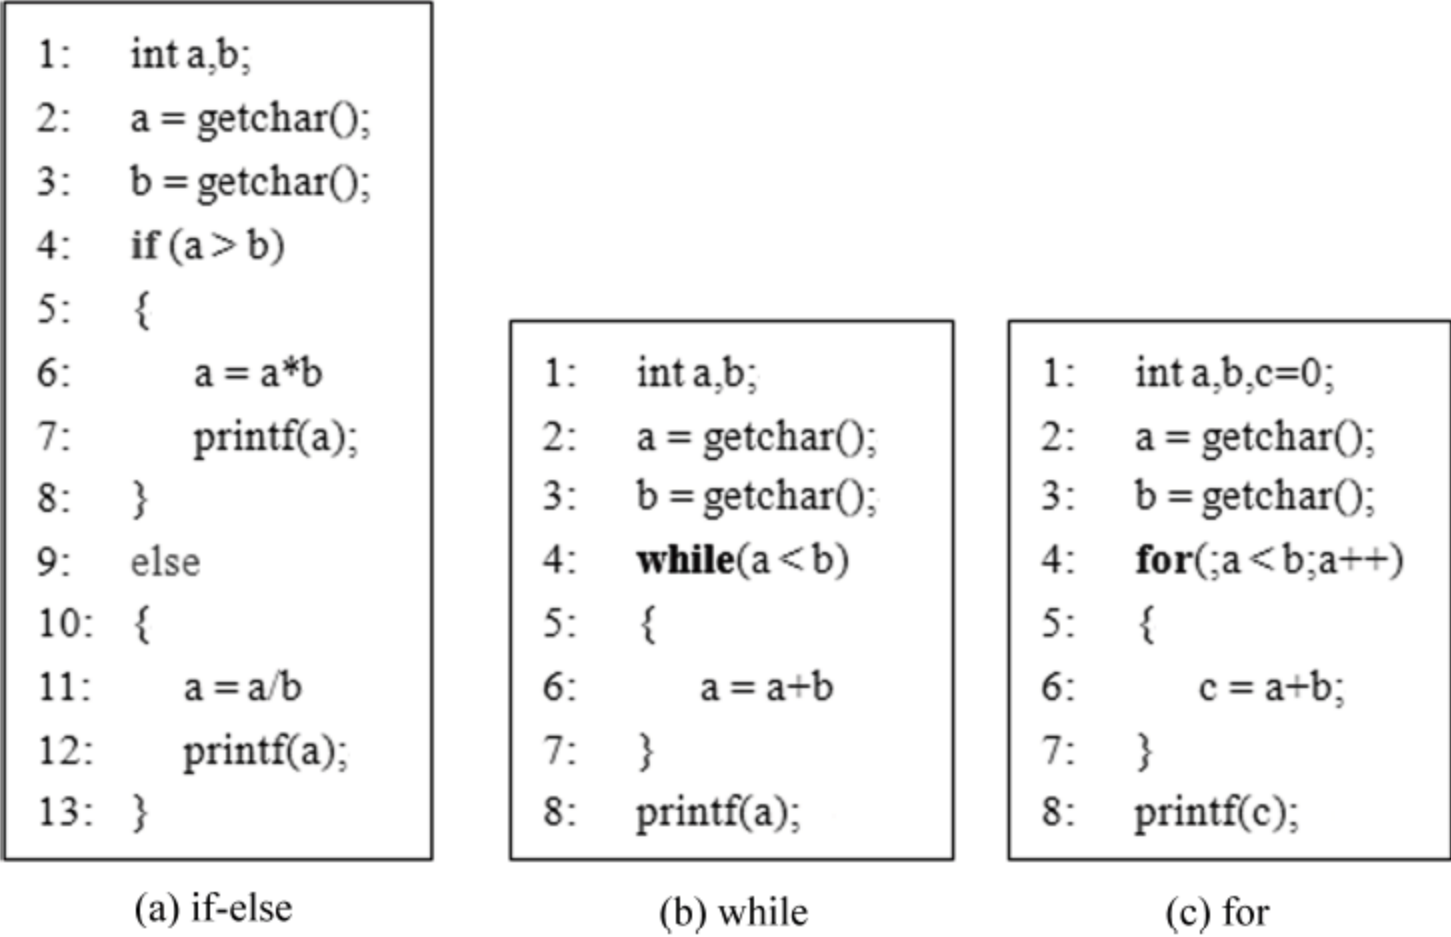 1: int a,b;
2: a = getchar();
3: b = getchar();
4: if (a > b)
5: {
6: a = a*b
7: printf(a);
8: }
9: else
10: {
11: a = a/b
12: printf(a);
13: }
(a) if-else
1: int a,b;
2: a = getchar();
3: b = getchar();
4: while(a < b)
5: {
6: a = a+b
7: }
8: printf(a);
(b) while
1: int a,b,c=0;
2: a = getchar();
3: b = getchar();
4: for(;a < b;a++)
5: {
6: c = a+b;
7: }
8: printf(c);
(c) for